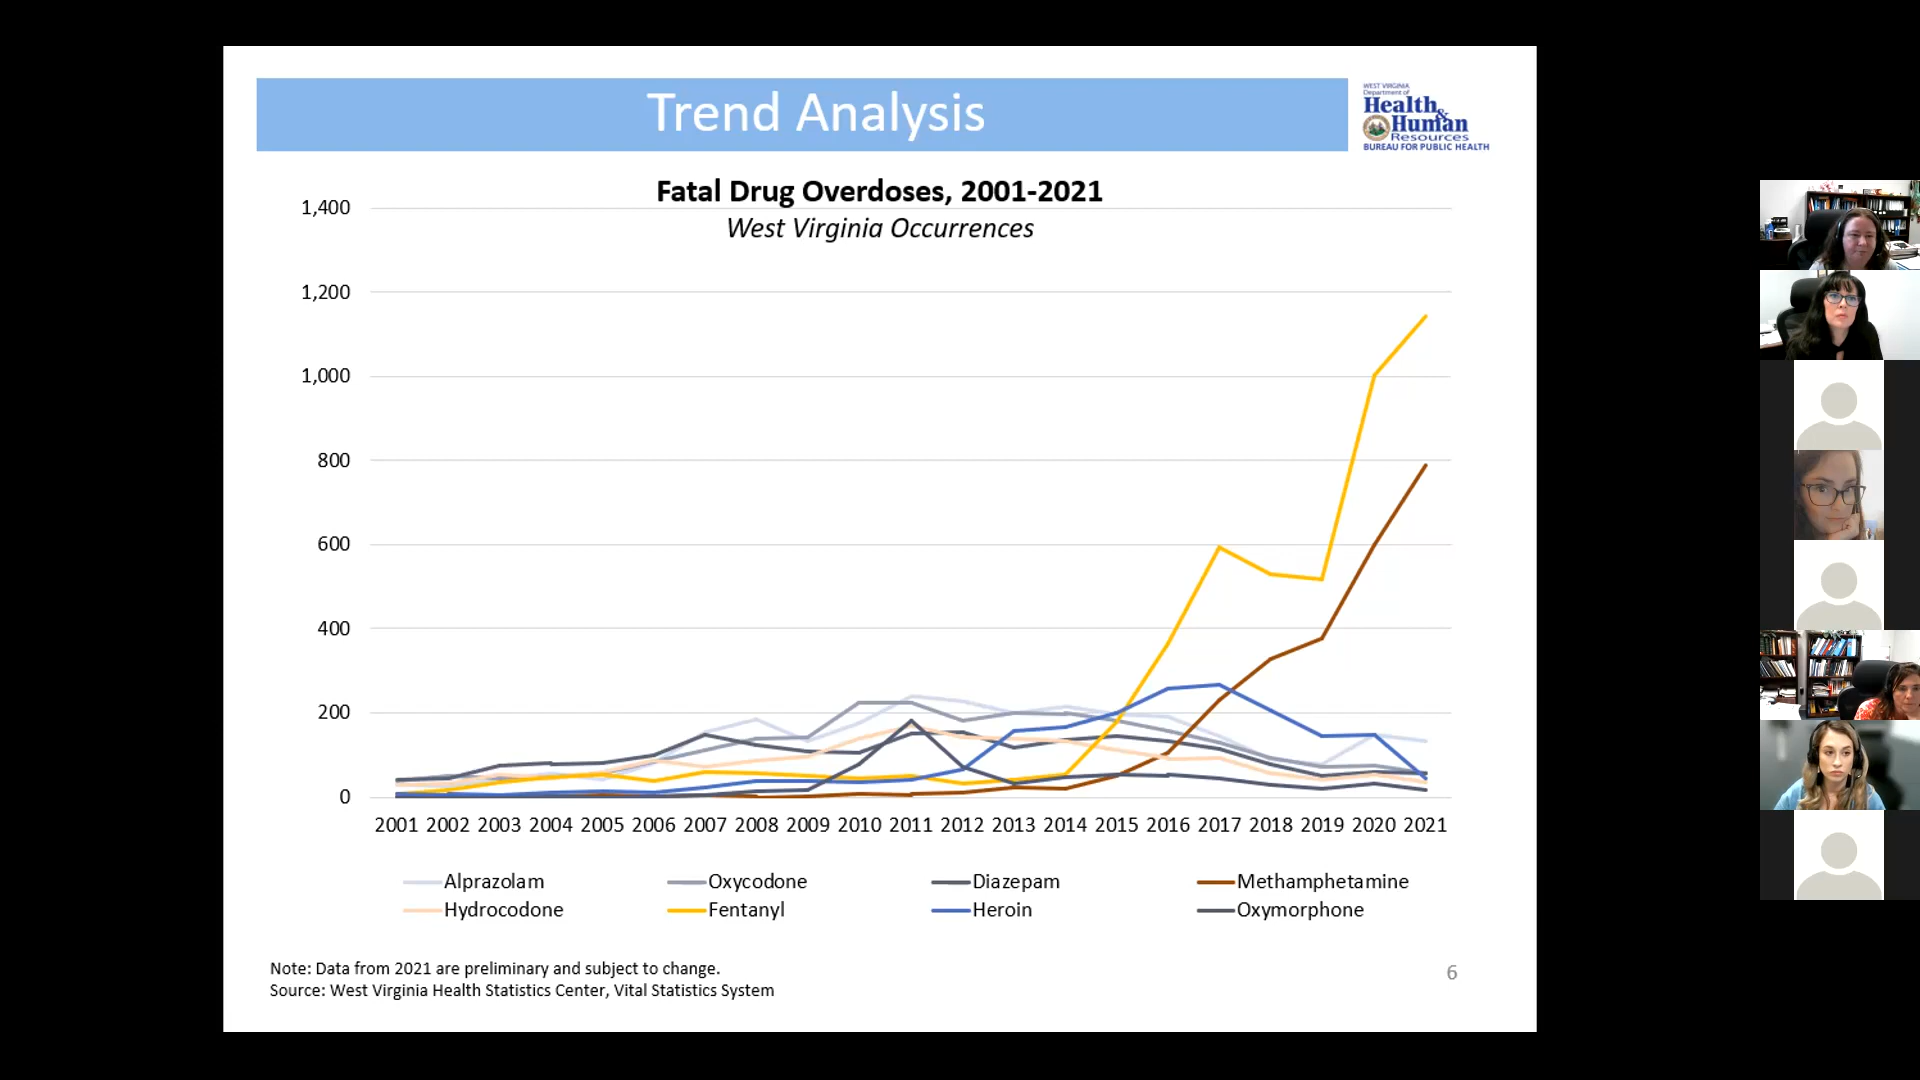 Trend Analysis
WEST VIRGINIA
Department of
Health
&
Human
Resources
BUREAU FOR PUBLIC HEALTH
Fatal Drug Overdoses, 2001-2021
West Virginia Occurrences
1,400
1,200
1,000
800
600
400
200
0
2001 2002 2003 2004 2005 2006 2007 2008 2009 2010 2011 2012 2013 2014 2015 2016 2017 2018 2019 2020 2021
Alprazolam Oxycodone Diazepam Methamphetamine
Hydrocodone Fentanyl Heroin Oxymorphone
Note: Data from 2021 are preliminary and subject to change.
Source: West Virginia Health Statistics Center, Vital Statistics System
6